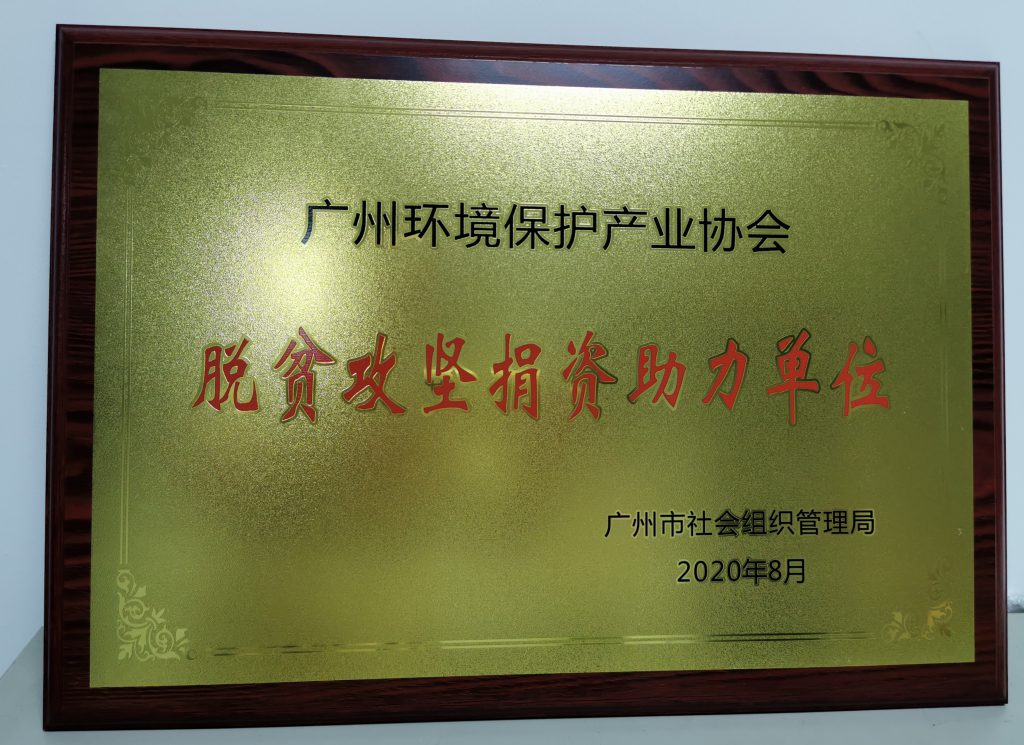 广州环境保护产业协会
脱贫攻坚捐资助力单位
广州市社会组织管理局
2020年8月